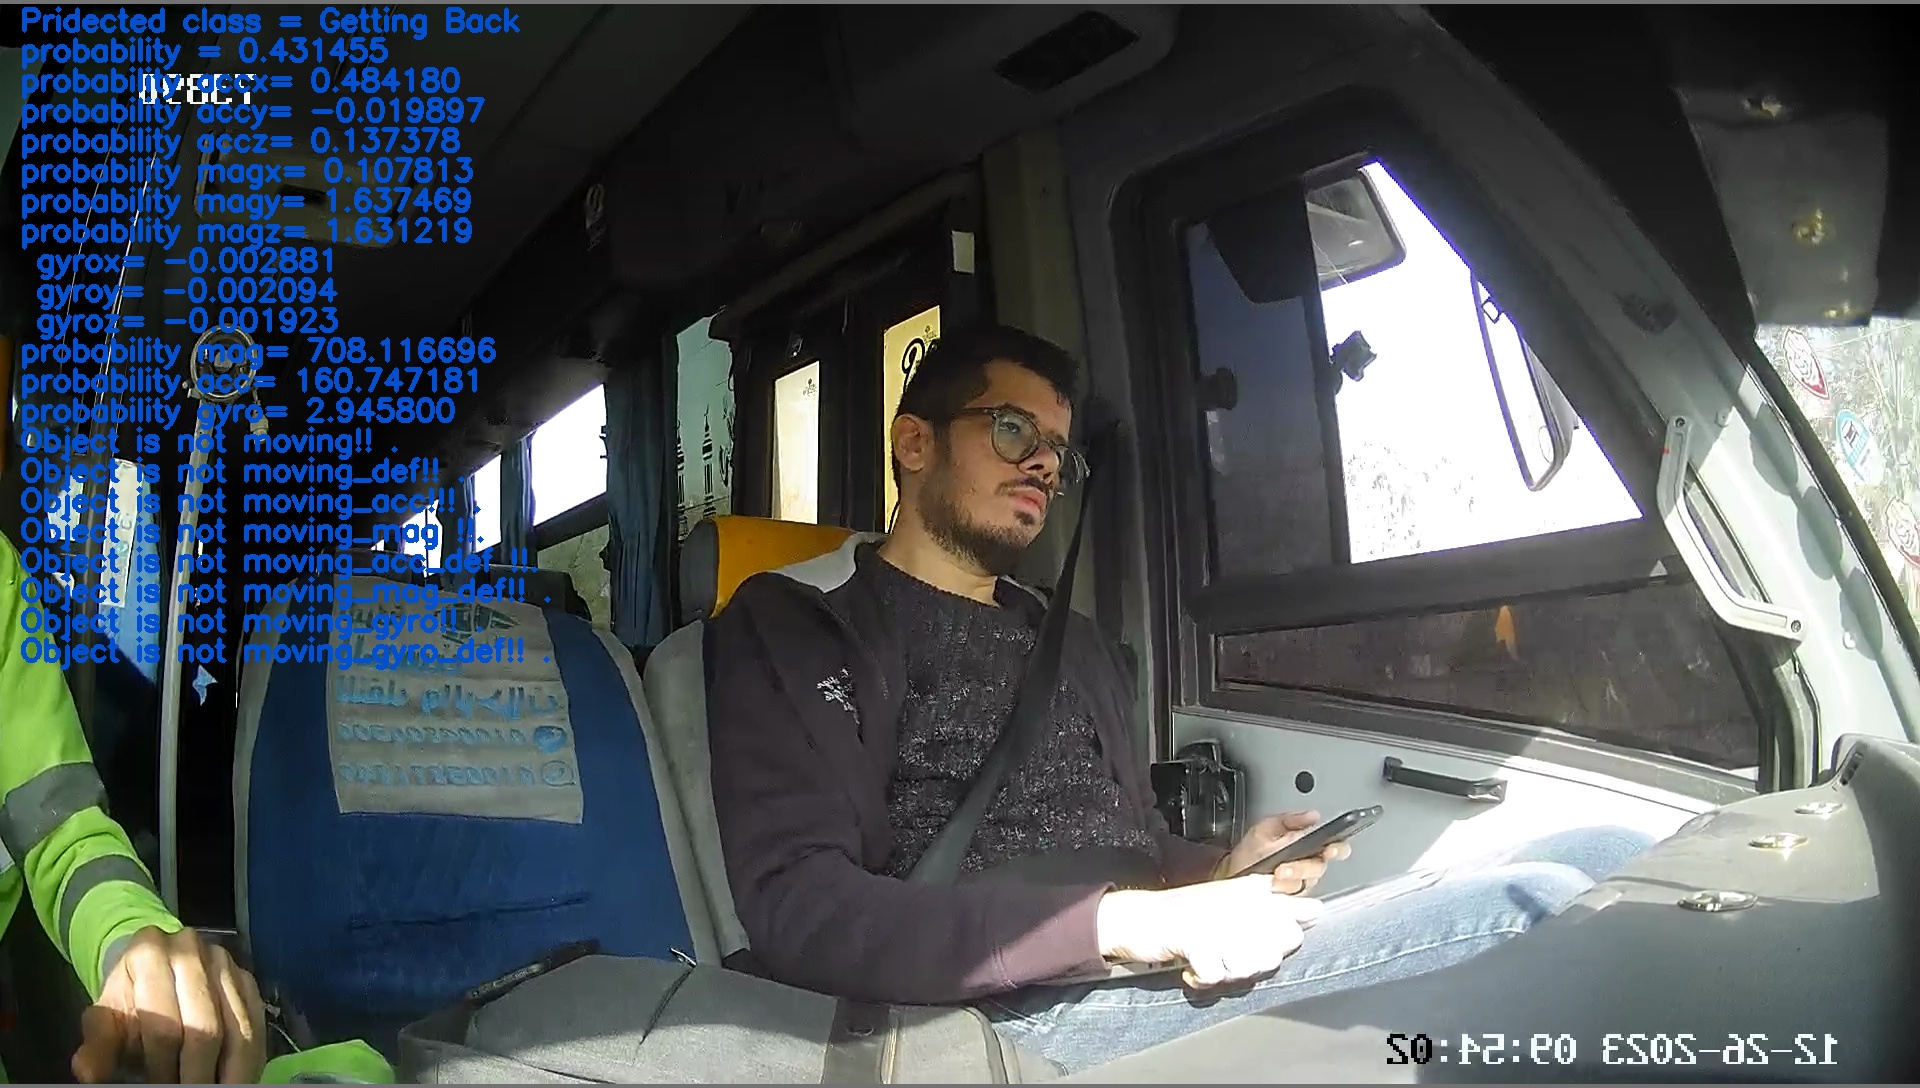 Pridected class = Getting Back
probability = 0.431455
probability accx= 0.484180
probability accy= -0.019897
probability accz= 0.137378
probability magx= 0.107813
probability magy= 1.637469
probability magz= 1.631219
gyrox= -0.002881
gyroy= -0.002094
gyroz= -0.001923
probability mag= 708.116696
probability acc= 160.747181
probability gyro= 2.945800
Object is not moving!! .
Object is not moving_def!! .
Object is not moving_acc!!! .
Object is not moving_mag !!.
Object is not moving_acc_def !!.
Object is not moving_mag_def!! .
Object is not moving_gyro!! .
Object is not moving_gyro_def!! .
12-26-2023 09:54:02